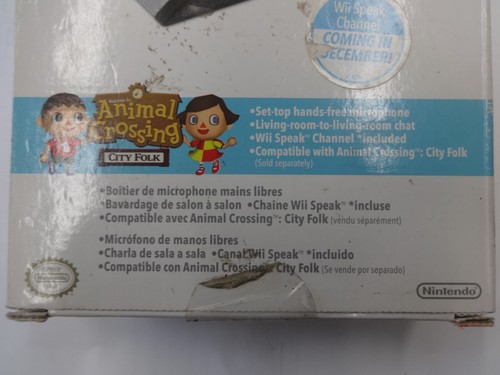 Wii Speak
Channel
COMING IN
DECEMBER!
Animal
Crossing
CITY FOLK
•Set-top hands-free microphone
•Living-room-to-living-room chat
•Wii Speak™ Channel *included
•Compatible with Animal Crossing™: City Folk
(Sold separately)
•Boîtier de microphone mains libres
•Bavardage de salon à salon •Chaîne Wii Speak™ *incluse
•Compatible avec Animal Crossing™: City Folk (vendu séparément)
•Micrófono de manos libres
•Charla de sala a sala •Canal Wii Speak™ *incluido
•Compatible con Animal Crossing™: City Folk (Se vende por separado)
Nintendo